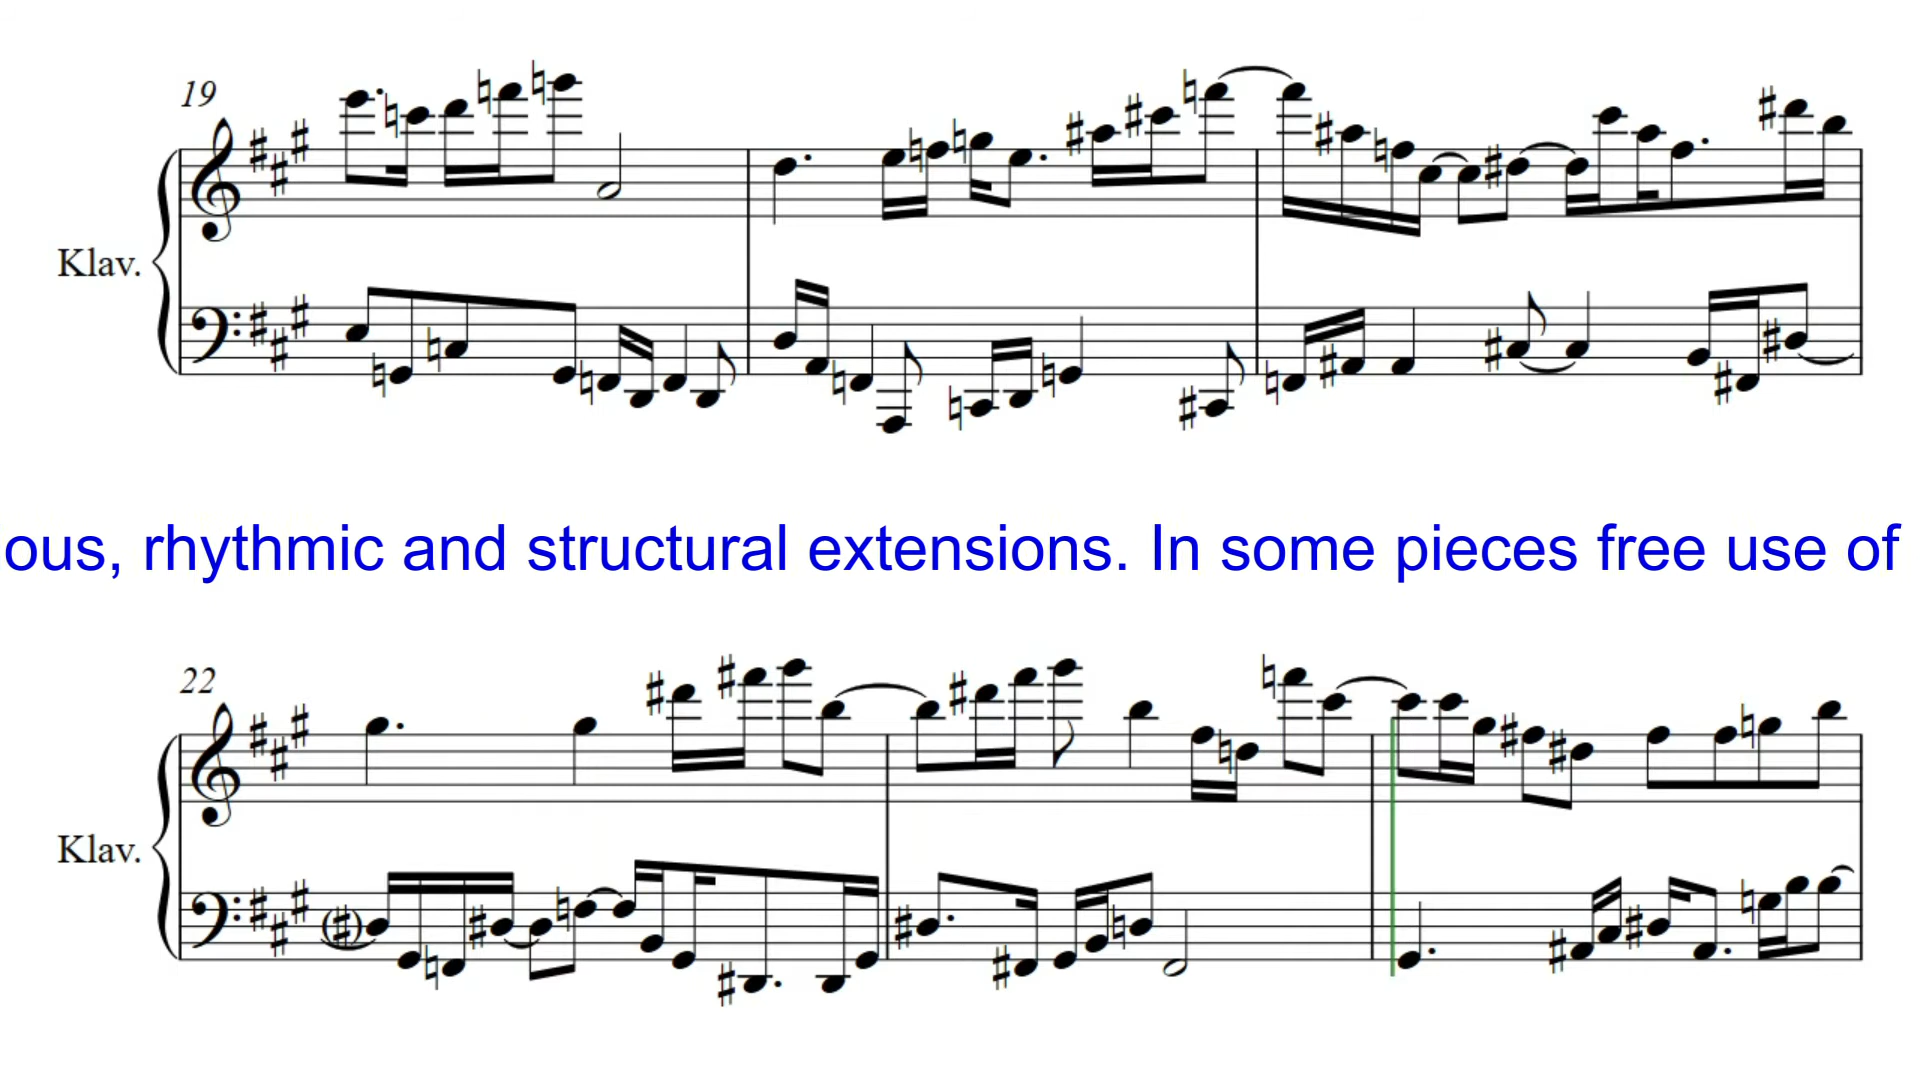 19
Klav.
ous, rhythmic and structural extensions. In some pieces free use of
22
Klav.